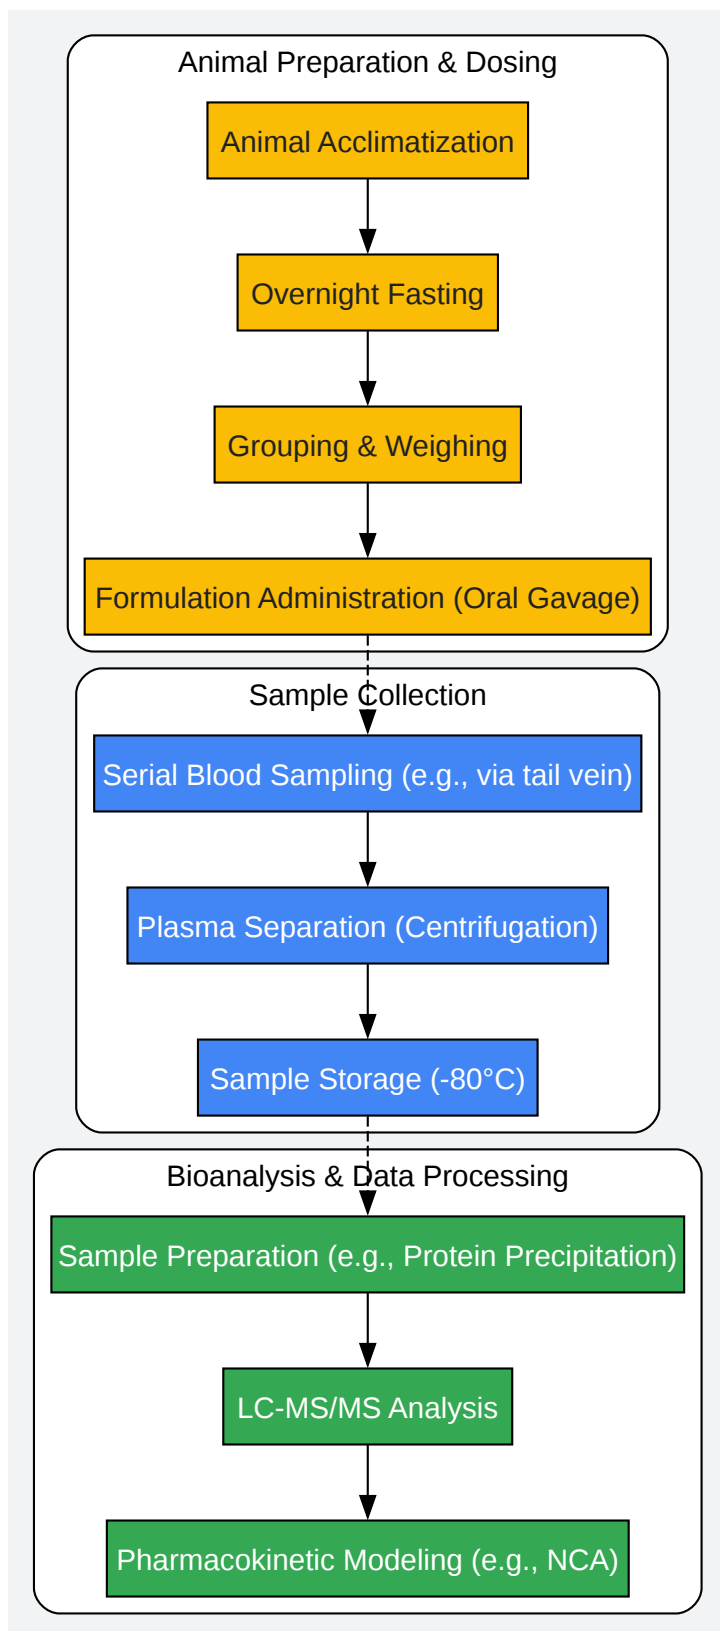 Animal Preparation & Dosing
Animal Acclimatization
Overnight Fasting
Grouping & Weighing
Formulation Administration (Oral Gavage)
Sample Collection
Serial Blood Sampling (e.g., via tail vein)
Plasma Separation (Centrifugation)
Sample Storage (-80°C)
Bioanalysis & Data Processing
Sample Preparation (e.g., Protein Precipitation)
LC-MS/MS Analysis
Pharmacokinetic Modeling (e.g., NCA)